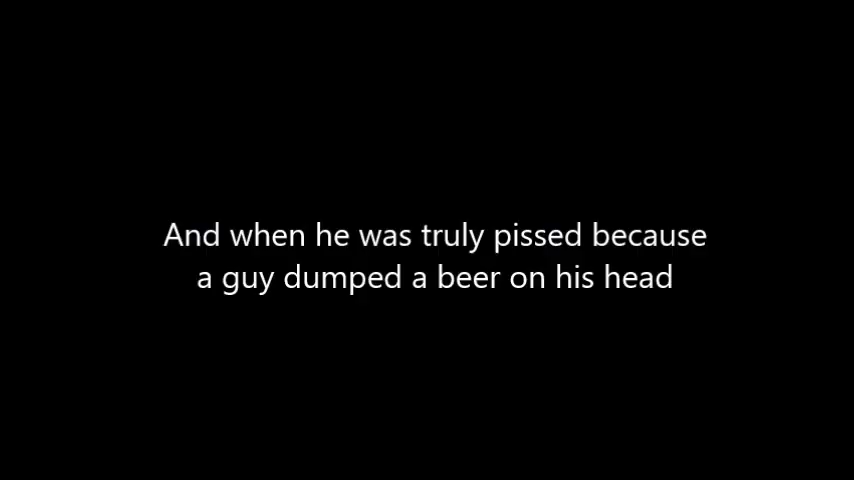 And when he was truly pissed because
a guy dumped a beer on his head